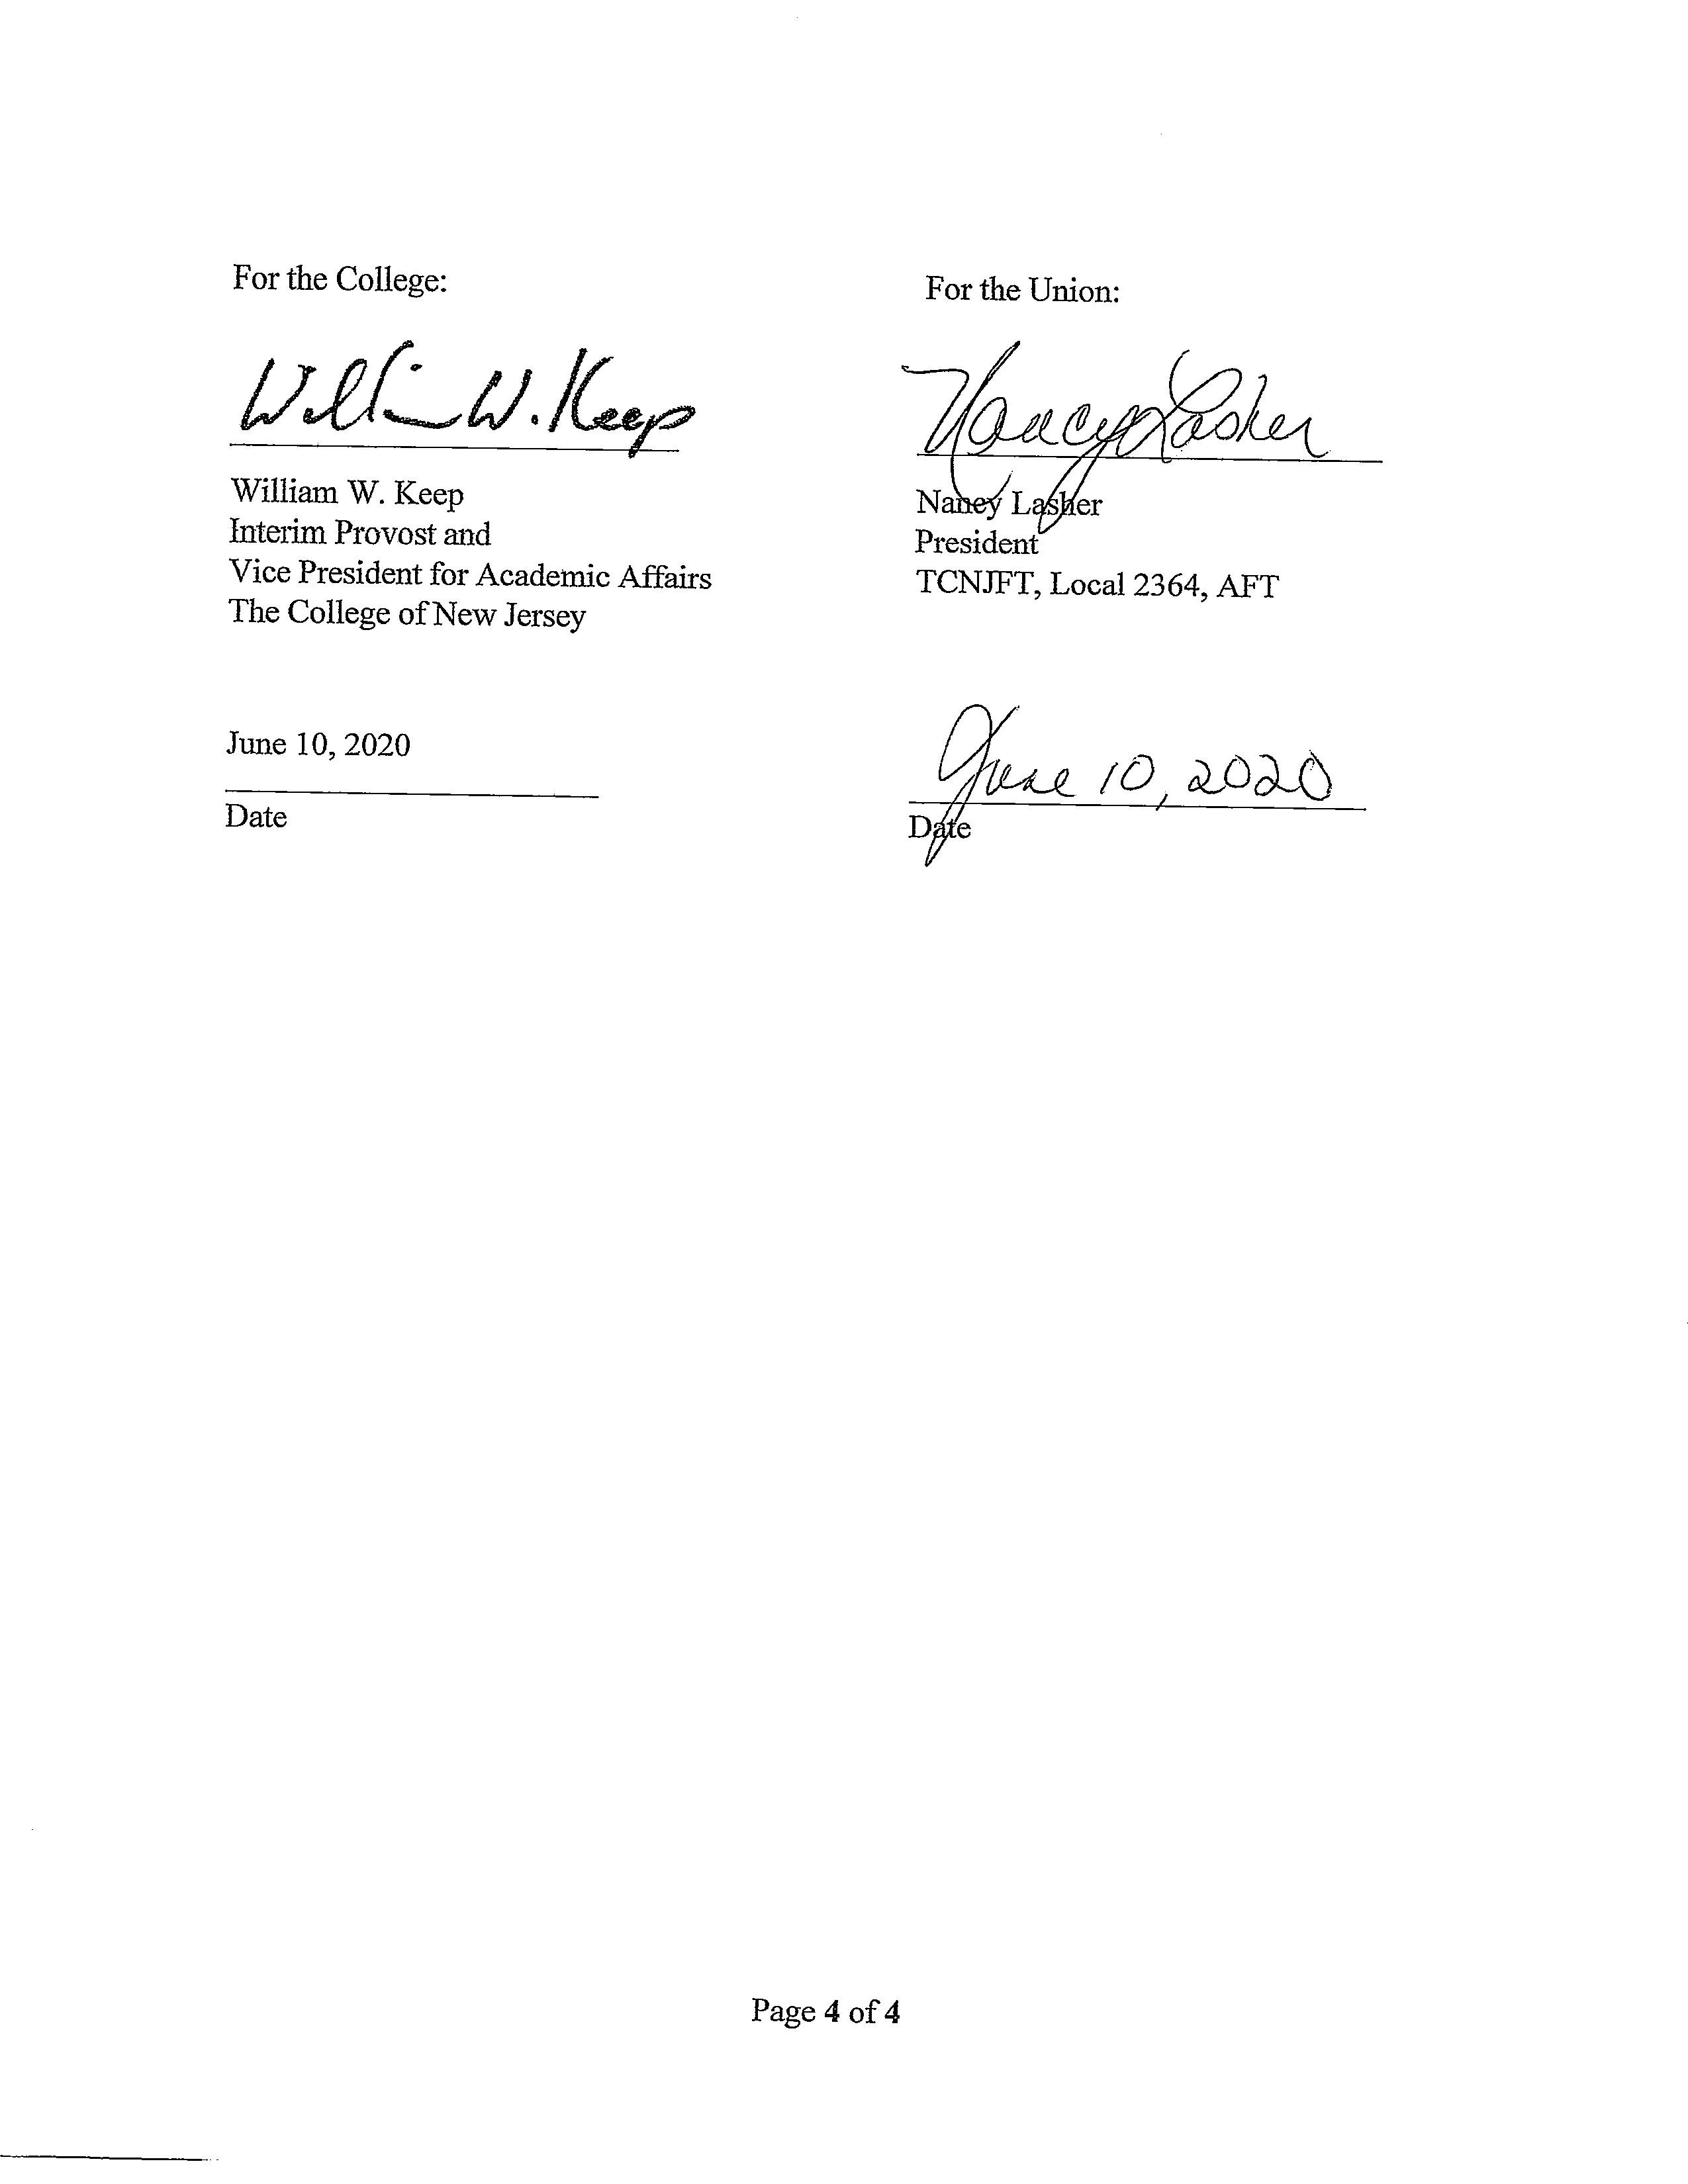 For the College:
William W. Keep
William W. Keep
Interim Provost and
Vice President for Academic Affairs
The College of New Jersey
June 10, 2020
Date
For the Union:
Nancy Lasher
Nancy Lasher
President
TCNJFT, Local 2364, AFT
June 10, 2020
Date
Page 4 of 4